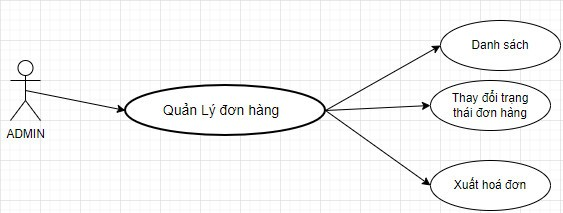 Danh sách
Thay đổi trạng
thái đơn hàng
Quản Lý đơn hàng
ADMIN
Xuất hoá đơn